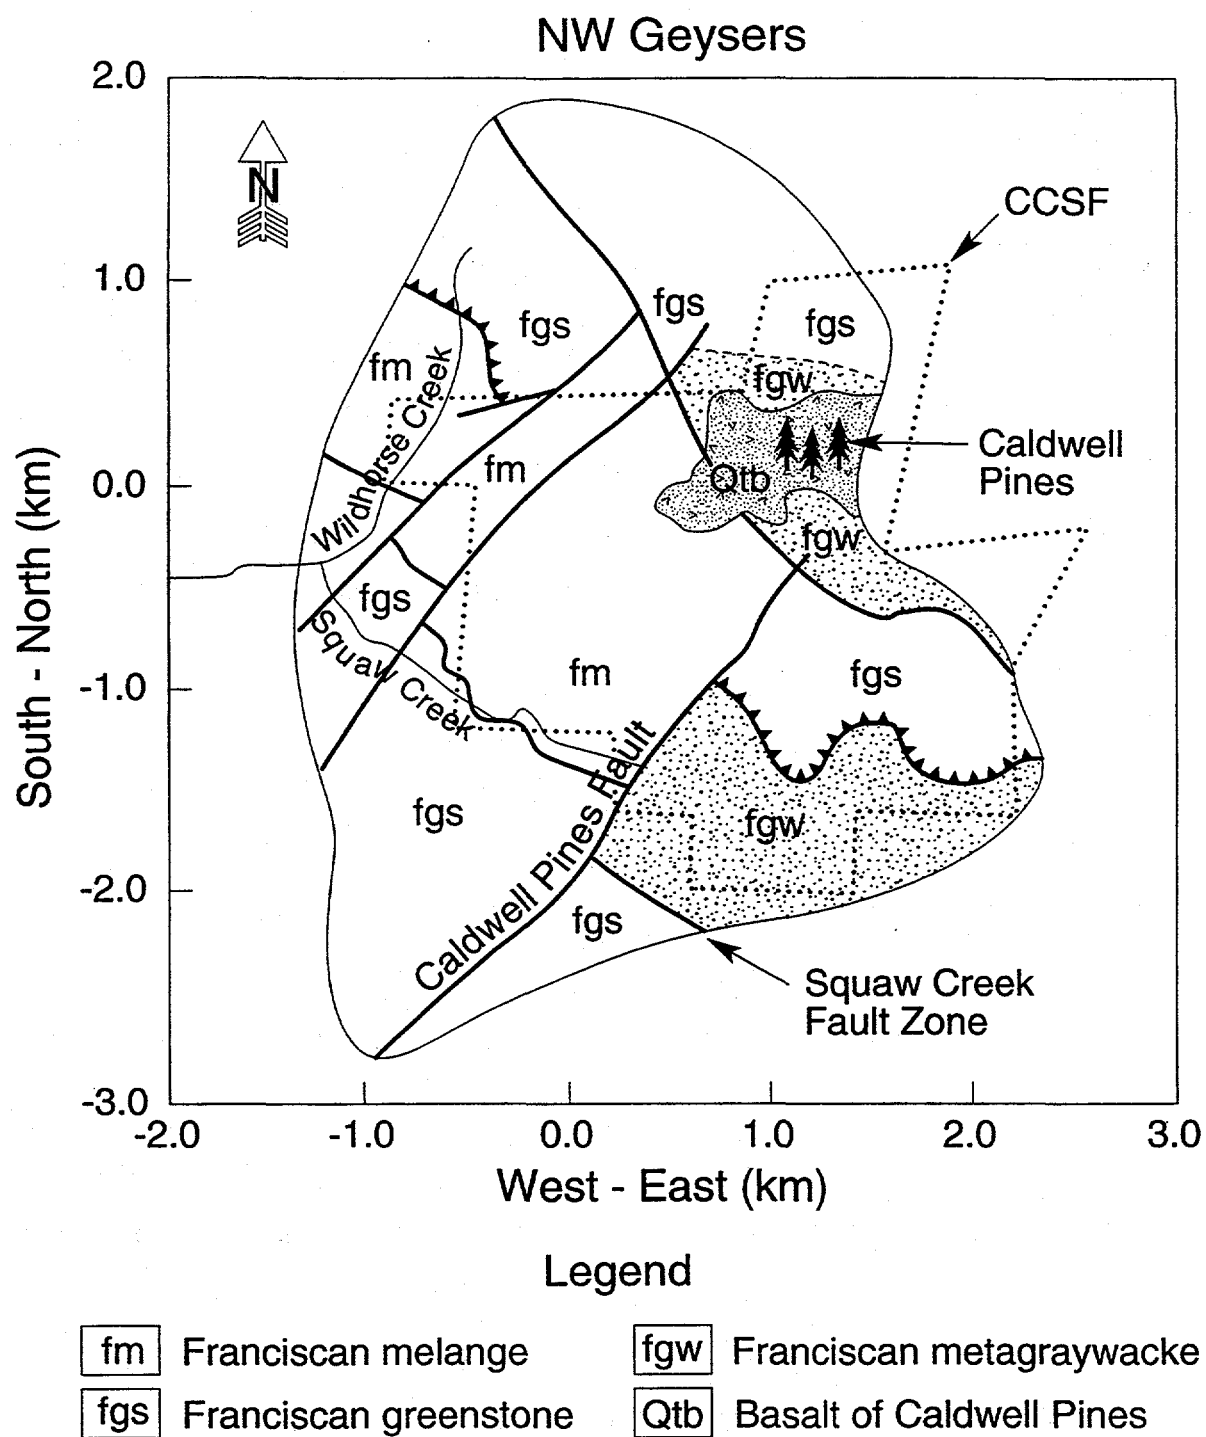 NW Geysers
2.0
N
CCSF
1.0
fgs
fgs
fgs
fm
fgw
Caldwell
Pines
fm
Qtb
0.0
Wildhorse Creek
fgw
fgs
Squaw Creek
fm
fgs
-1.0
Caldwell Pines Fault
fgs
fgw
-2.0
fgs
Squaw Creek
Fault Zone
-3.0
South - North (km)
-2.0 -1.0 0.0 1.0 2.0 3.0
West - East (km)
Legend
fm Franciscan melange
fgw Franciscan metagraywacke
fgs Franciscan greenstone
Qtb Basalt of Caldwell Pines